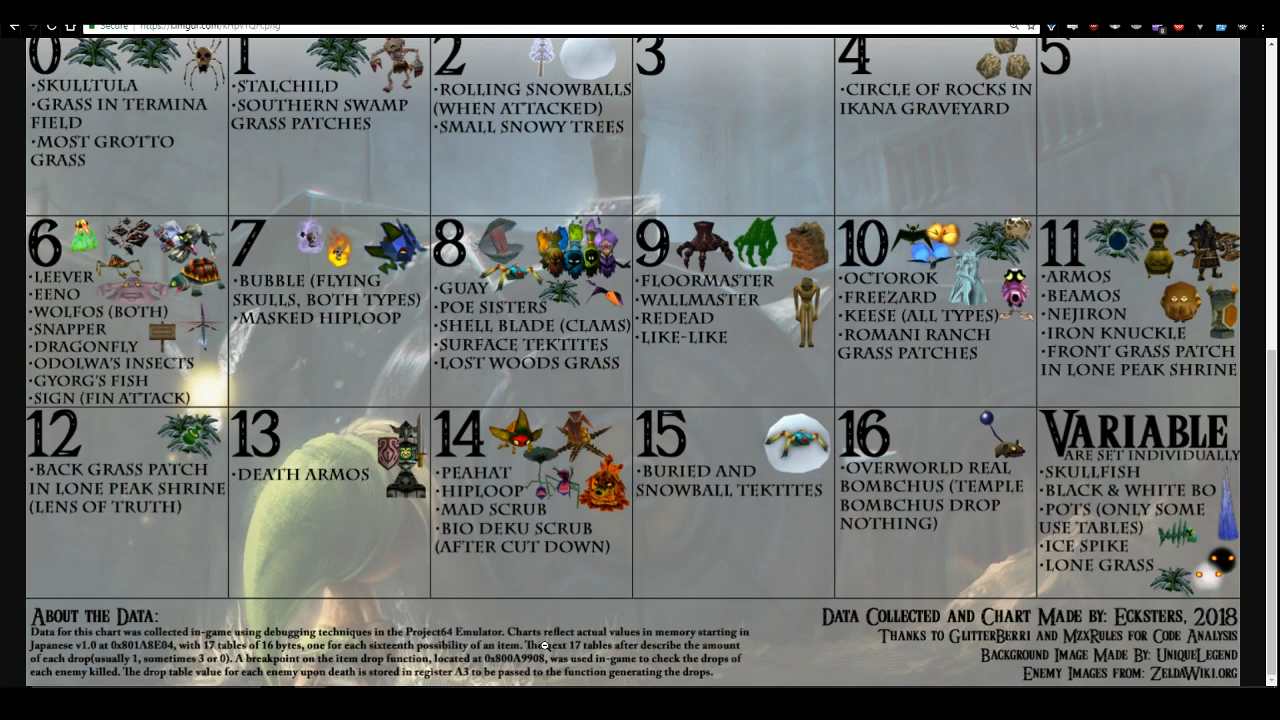 Secure
0
·SKULLTULA
·GRASS IN TERMINA
FIELD
·MOST GROTTO
GRASS
1
·STALCHILD
·SOUTHERN SWAMP
GRASS PATCHES
2
·ROLLING SNOWBALLS
(WHEN ATTACKED)
·SMALL SNOWY TREES
3
4
·CIRCLE OF ROCKS IN
IKANA GRAVEYARD
5
6
·LEEVER
·EENO
·WOLFOS (BOTH)
·SNAPPER
·DRAGONFLY
·ODOLWA'S INSECTS
·GYORG'S FISH
·SIGN (FIN ATTACK)
7
·BUBBLE (FLYING
SKULLS, BOTH TYPES)
·MASKED HIPLOOP
8
·GUAY
·POE SISTERS
·SHELL BLADE (CLAMS)
·SURFACE TEKTITES
·LOST WOODS GRASS
9
·FLOORMASTER
·WALLMASTER
·REDEAD
·LIKE-LIKE
10
·OCTOROK
·FREEZARD
·KEESE (ALL TYPES)
·ROMANI RANCH
GRASS PATCHES
11
·ARMOS
·BEAMOS
·NEJIRON
·IRON KNUCKLE
·FRONT GRASS PATCH
IN LONE PEAK SHRINE
12
·BACK GRASS PATCH
IN LONE PEAK SHRINE
(LENS OF TRUTH)
13
·DEATH ARMOS
14
·PEAHAT
·HIPLOOP
·MAD SCRUB
·BIO DEKU SCRUB
(AFTER CUT DOWN)
15
·BURIED AND
SNOWBALL TEKTITES
16
·OVERWORLD REAL
BOMBCHUS (TEMPLE
BOMBCHUS DROP
NOTHING)
VARIABLE
ARE SET INDIVIDUALLY
·SKULLFISH
·BLACK & WHITE BO
·POTS (ONLY SOME
USE TABLES)
·ICE SPIKE
·LONE GRASS
ABOUT THE DATA:
Data for this chart was collected in-game using debugging techniques in the Project64 Emulator. Charts reflect actual values in memory starting in
Japanese v1.0 at 0x801A8E04, with 17 tables of 16 bytes, one for each sixteenth possibility of an item. The next 17 tables after describe the amount
of each drop(usually 1, sometimes 3 or 0). A breakpoint on the item drop function, located at 0x800A9908, was used in-game to check the drops of
each enemy killed. The drop table value for each enemy upon death is stored in register A3 to be passed to the function generating the drops.
DATA COLLECTED AND CHART MADE BY: ECKSTERS, 2018
THANKS TO GLITTERBERRI AND MZXRULES FOR CODE ANALYSIS
BACKGROUND IMAGE MADE BY: UNIQUELEGEND
ENEMY IMAGES FROM: ZELDAWIKI.ORG